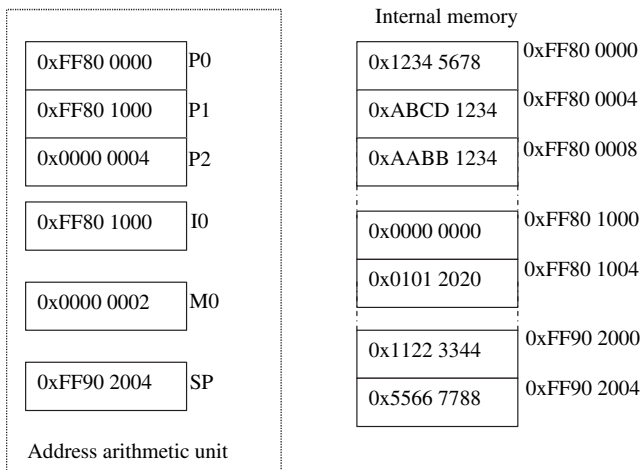 Internal memory
0xFF80 0000 P0
0xFF80 1000 P1
0x0000 0004 P2
0xFF80 1000 I0
0x0000 0002 M0
0xFF90 2004 SP
Address arithmetic unit
0x1234 5678 0xFF80 0000
0xABCD 1234 0xFF80 0004
0xAABB 1234 0xFF80 0008
0x0000 0000 0xFF80 1000
0x0101 2020 0xFF80 1004
0x1122 3344 0xFF90 2000
0x5566 7788 0xFF90 2004